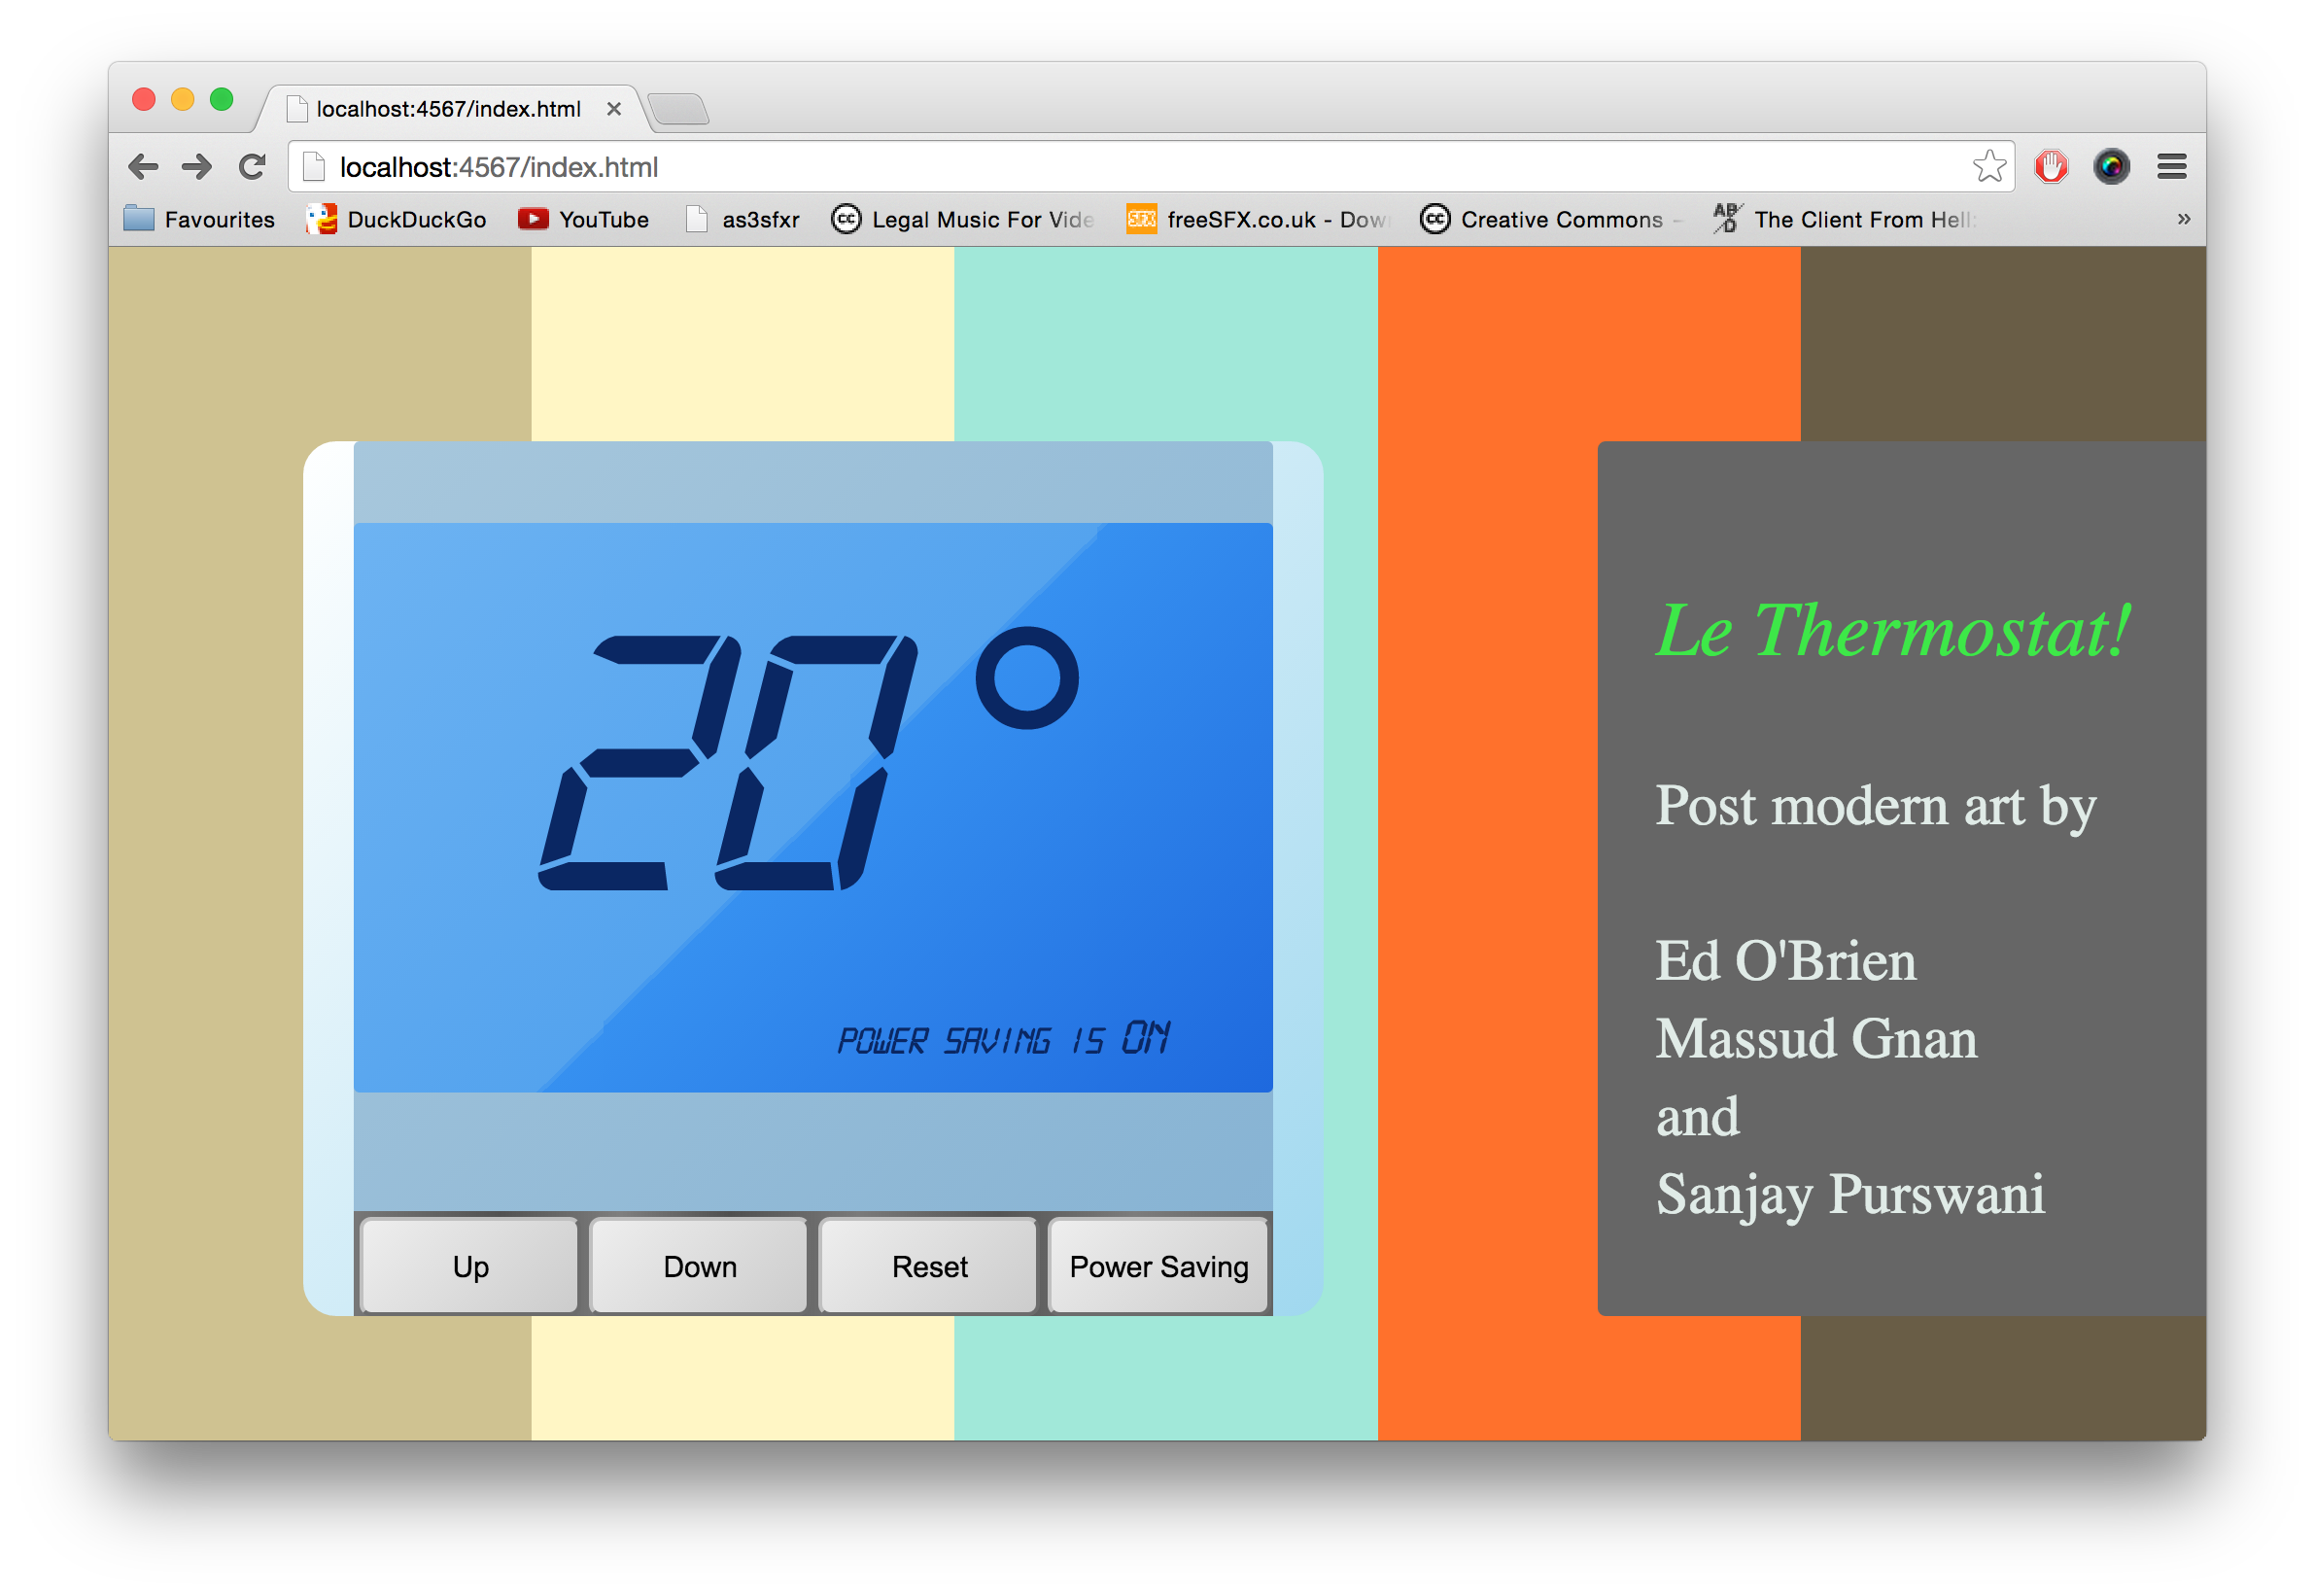 localhost:4567/index.html
localhost:4567/index.html
Favourites DuckDuckGo YouTube as3sfxr Legal Music For Vide freeSFX.co.uk - Dow Creative Commons - The Client From Hell:
20°
POWER SAVING IS ON
Up Down Reset Power Saving
Le Thermostat!
Post modern art by
Ed O'Brien
Massud Gnan
and
Sanjay Purswani